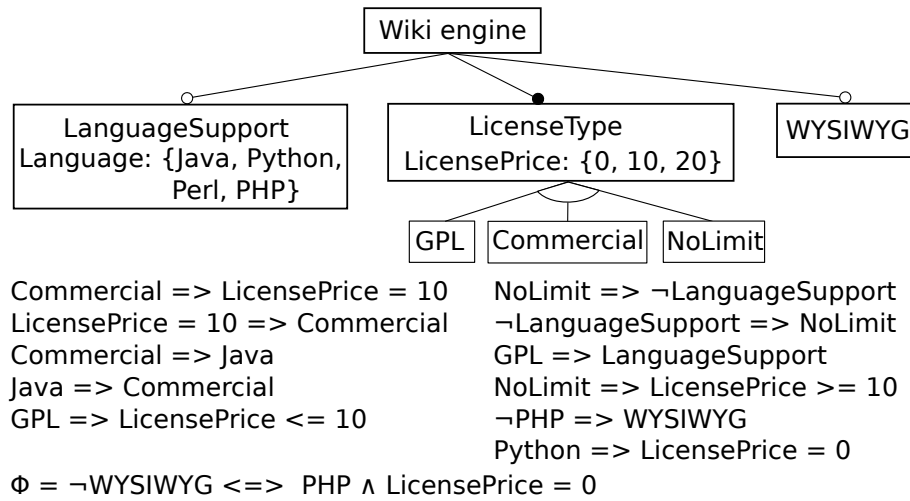 Wiki engine
LanguageSupport
Language: {Java, Python,
Perl, PHP}
LicenseType
LicensePrice: {0, 10, 20}
WYSIWYG
GPL
Commercial
NoLimit
Commercial => LicensePrice = 10
LicensePrice = 10 => Commercial
Commercial => Java
Java => Commercial
GPL => LicensePrice <= 10
NoLimit => ¬LanguageSupport
¬LanguageSupport => NoLimit
GPL => LanguageSupport
NoLimit => LicensePrice >= 10
¬PHP => WYSIWYG
Python => LicensePrice = 0
Φ = ¬WYSIWYG <=> PHP ∧ LicensePrice = 0